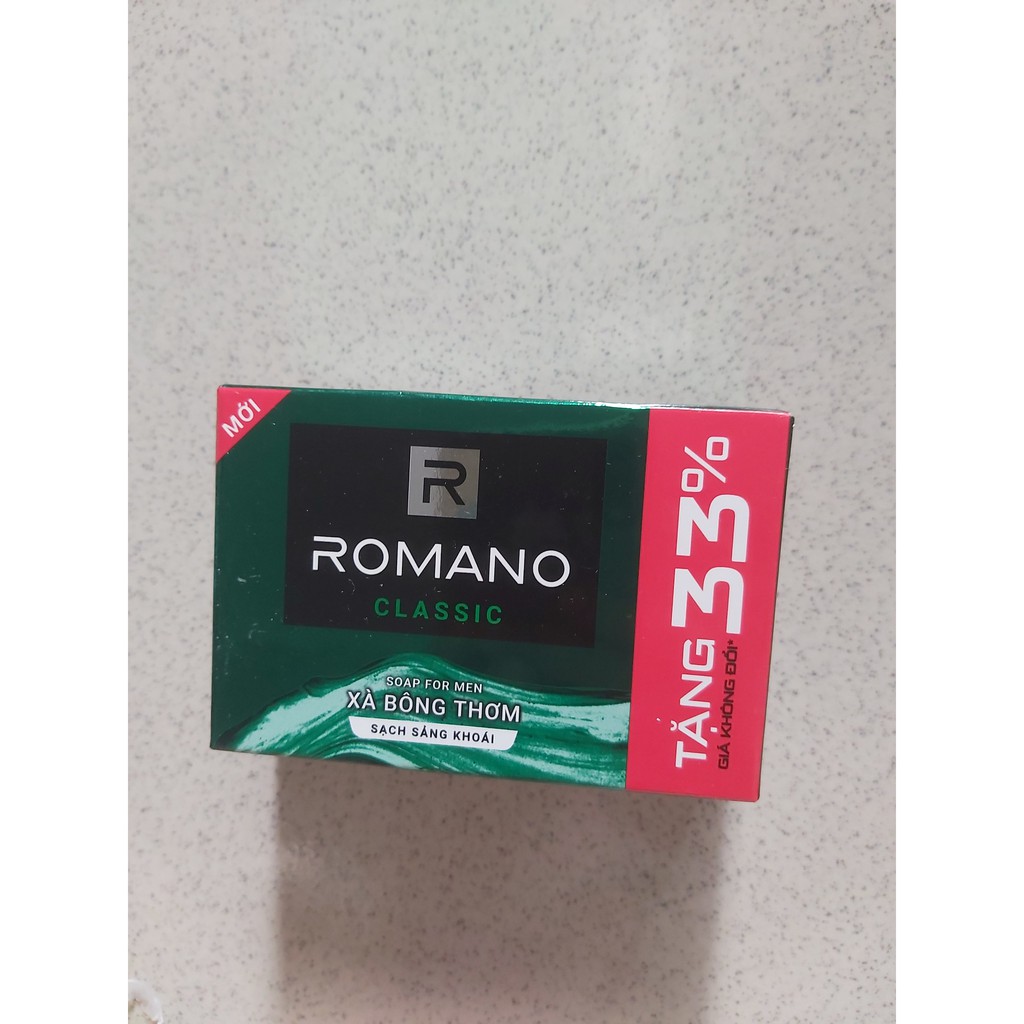 MỚI
R
ROMANO
CLASSIC
SOAP FOR MEN
XÀ BÔNG THƠM
SẠCH SẢNG KHOÁI
TẶNG 33%
GIÁ KHÔNG ĐỔI*